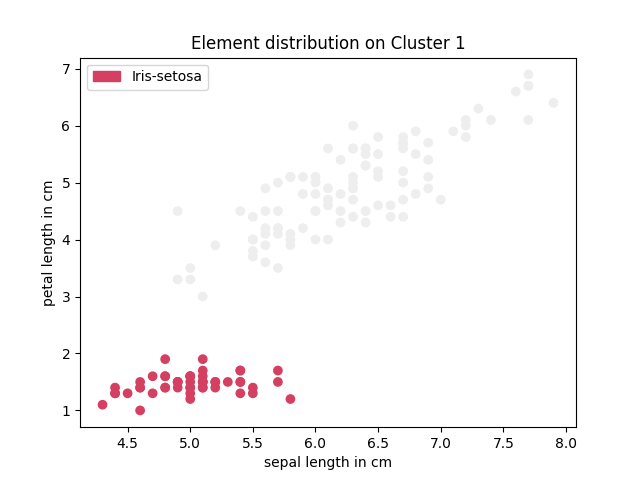 Element distribution on Cluster 1
Iris-setosa
petal length in cm
7
6
5
4
3
2
1
4.5 5.0 5.5 6.0 6.5 7.0 7.5 8.0
sepal length in cm